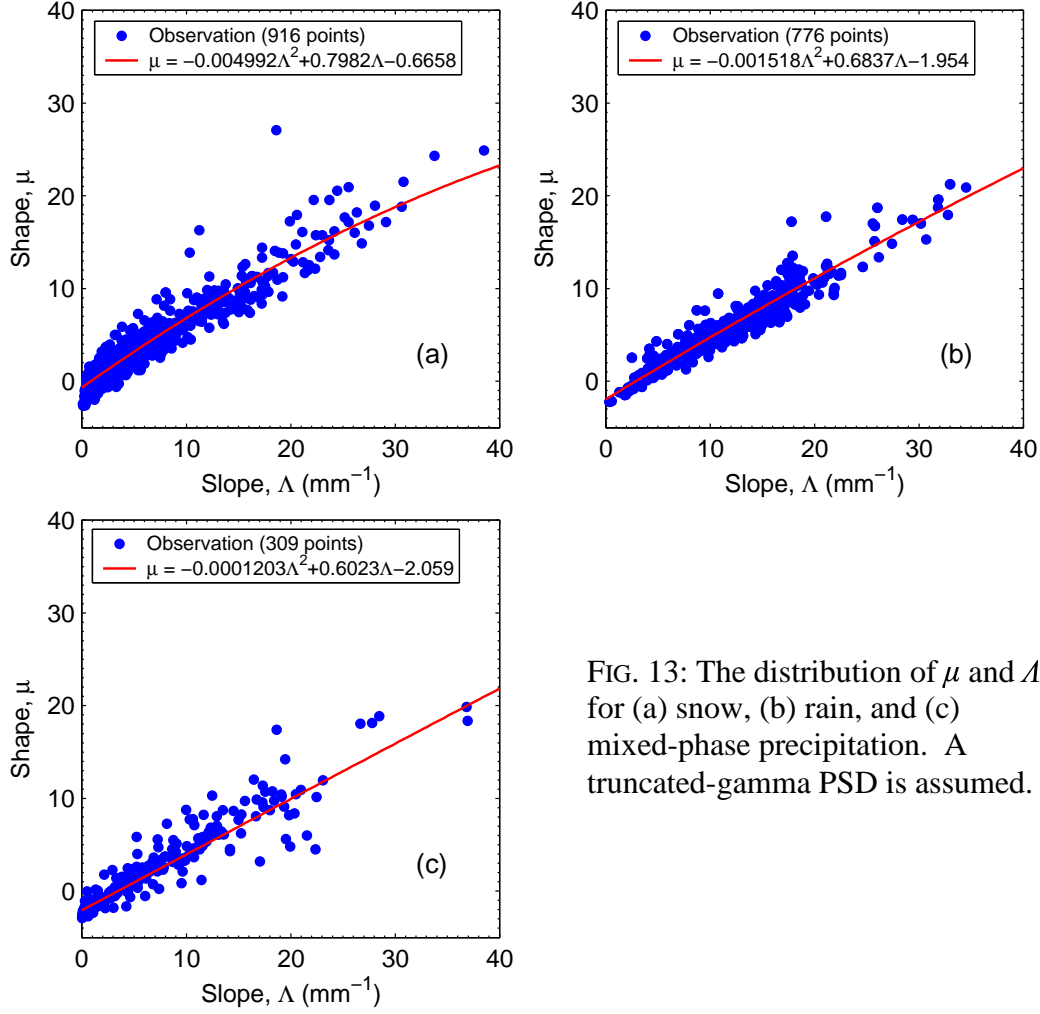 40
30
20
10
0
0
10
20
30
40
Shape, μ
Slope, Λ (mm⁻¹)
Observation (916 points)
μ = −0.004992Λ²+0.7982Λ−0.6658
(a)
40
30
20
10
0
0
10
20
30
40
Shape, μ
Slope, Λ (mm⁻¹)
Observation (776 points)
μ = −0.001518Λ²+0.6837Λ−1.954
(b)
40
30
20
10
0
0
10
20
30
40
Shape, μ
Slope, Λ (mm⁻¹)
Observation (309 points)
μ = −0.0001203Λ²+0.6023Λ−2.059
(c)
FIG. 13: The distribution of μ and Λ
for (a) snow, (b) rain, and (c)
mixed-phase precipitation. A
truncated-gamma PSD is assumed.